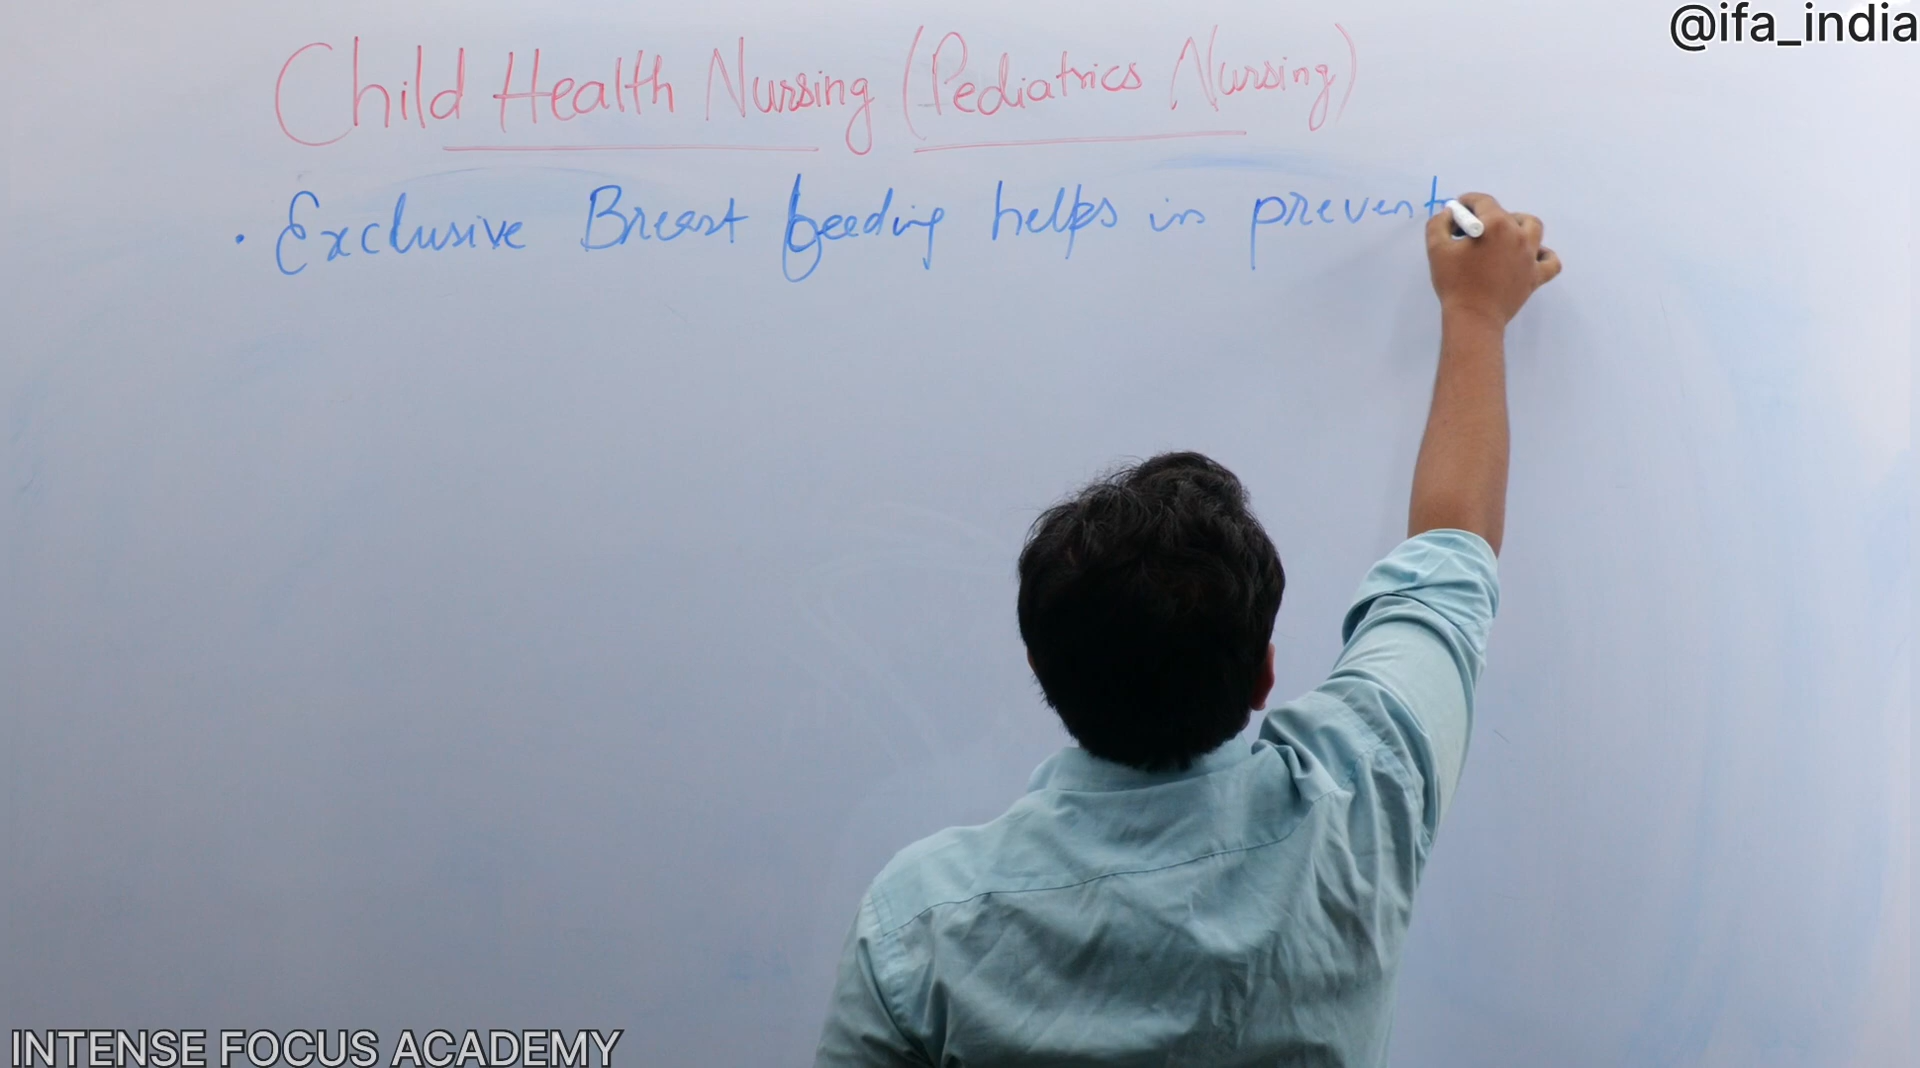 @ifa_india
Child Health Nursing (Pediatrics Nursing)
• Exclusive Breast feeding helps in prevent
INTENSE FOCUS ACADEMY